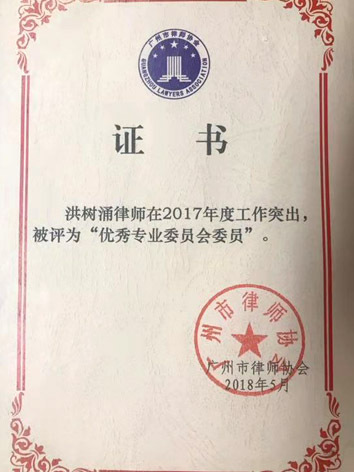 广州市律师协会
GUANGZHOU LAWYERS ASSOCIATION
证 书
洪树涌律师在2017年度工作突出，
被评为“优秀专业委员会委员”。
广州市律师协会
广州市律师协会
2018年5月